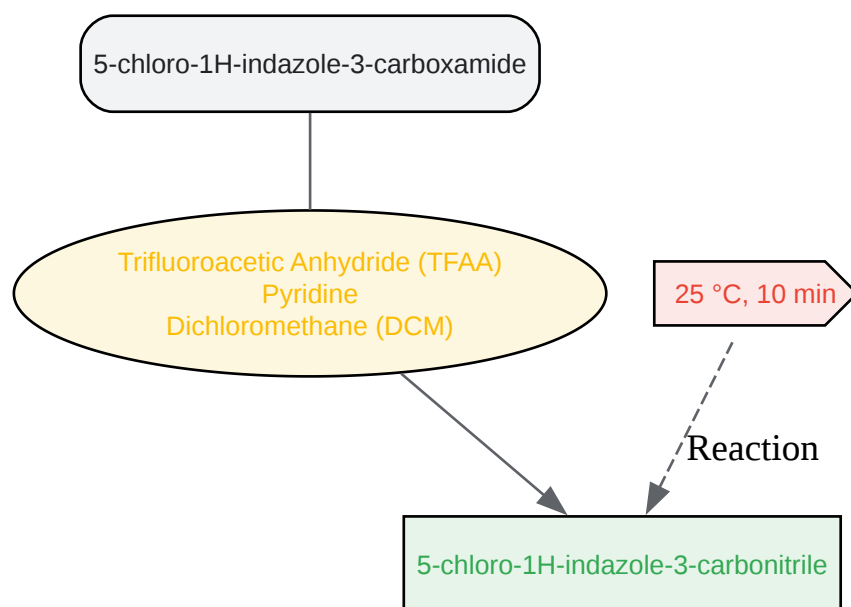 5-chloro-1H-indazole-3-carboxamide
Trifluoroacetic Anhydride (TFAA)
Pyridine
Dichloromethane (DCM)
25 °C, 10 min
Reaction
5-chloro-1H-indazole-3-carbonitrile